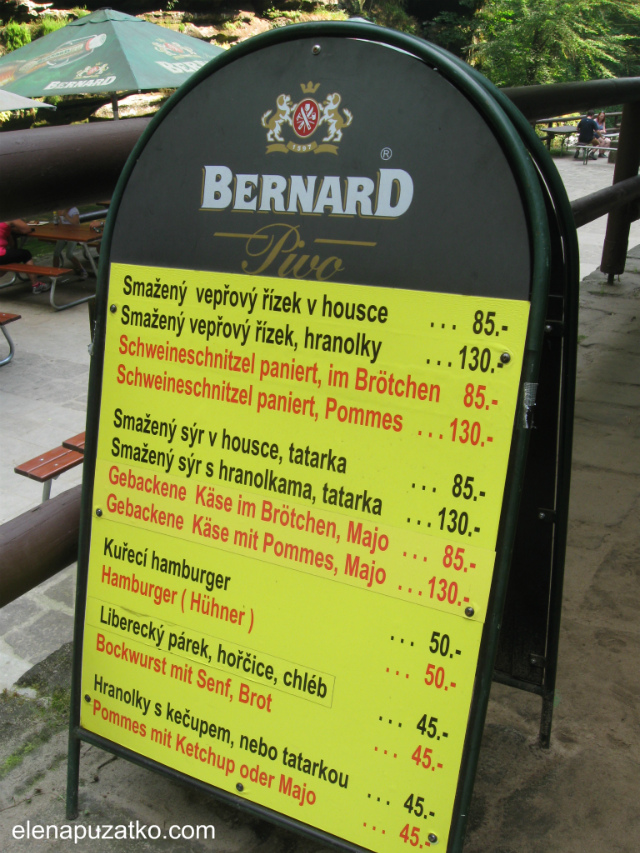 BERNARD
BERNARD
1597
BERNARD®
Pivo
Smažený vepřový řízek v housce ... 85.-
Smažený vepřový řízek, hranolky ...130.-
Schweineschnitzel paniert, im Brötchen 85.-
Schweineschnitzel paniert, Pommes ...130.-
Smažený sýr v housce, tatarka ... 85.-
Smažený sýr s hranolkama, tatarka ...130.-
Gebackene Käse im Brötchen, Majo ... 85.-
Gebackene Käse mit Pommes, Majo ...130.-
Kuřecí hamburger ... 50.-
Hamburger ( Hühner ) ... 50.-
Liberecký párek, hořčice, chléb ... 45.-
Bockwurst mit Senf, Brot ... 45.-
Hranolky s kečupem, nebo tatarkou ... 45.-
Pommes mit Ketchup oder Majo ... 45.-
elenapuzatko.com